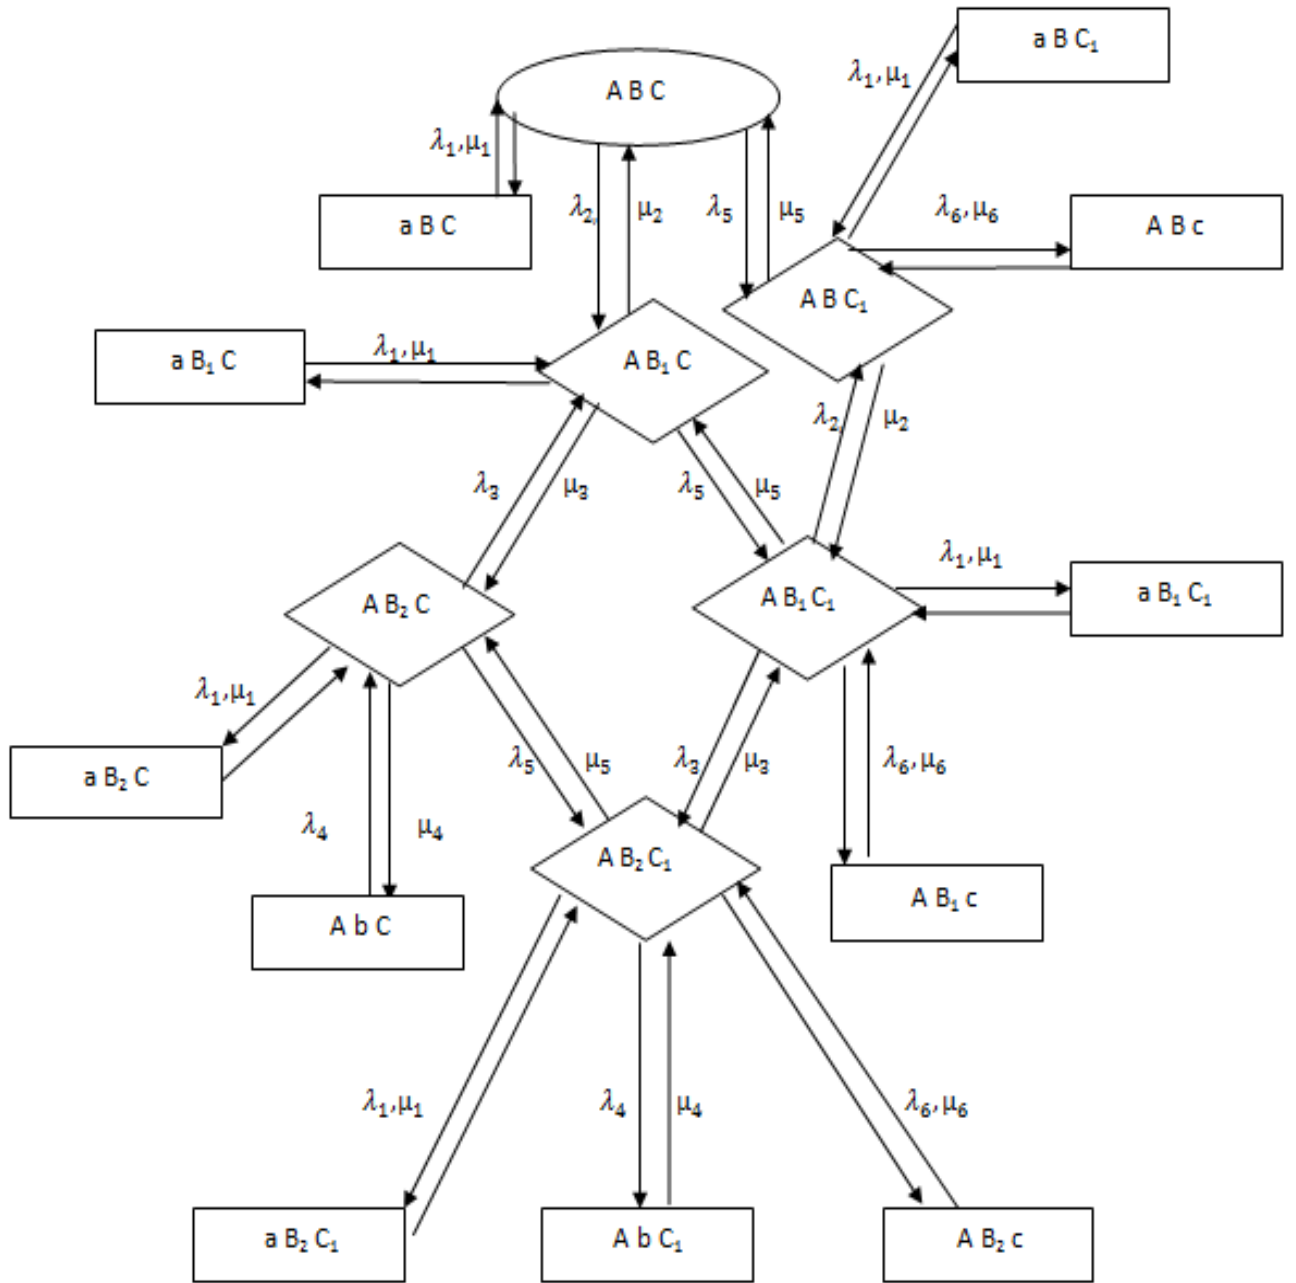 a B C₁
A B C
λ₁,μ₁
λ₁,μ₁
a B C
λ₂,
μ₂
λ₅
μ₅
λ₆,μ₆
A B c
A B C₁
a B₁ C
λ₁,μ₁
A B₁ C
λ₂,
μ₂
λ₃
μ₃
λ₅
μ₅
λ₁,μ₁
A B₂ C
A B₁ C₁
a B₁ C₁
λ₁,μ₁
a B₂ C
λ₅
μ₅
λ₃
μ₃
λ₆,μ₆
λ₄
μ₄
A B₂ C₁
A b C
A B₁ c
λ₁,μ₁
λ₄
μ₄
λ₆,μ₆
a B₂ C₁
A b C₁
A B₂ c